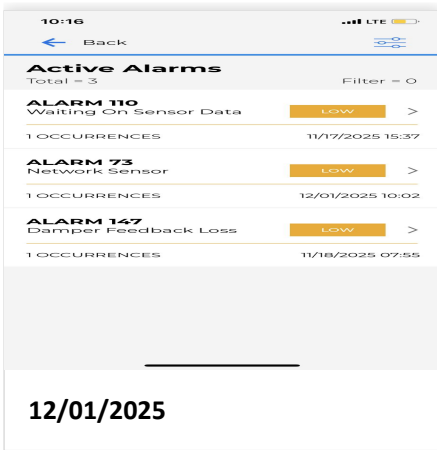 10:16 LTE
Back
Active Alarms
Total = 3 Filter = 0
ALARM 110
Waiting On Sensor Data LOW >
1 OCCURRENCES 11/17/2025 15:37
ALARM 73
Network Sensor LOW >
1 OCCURRENCES 12/01/2025 10:02
ALARM 147
Damper Feedback Loss LOW >
1 OCCURRENCES 11/18/2025 07:55
12/01/2025